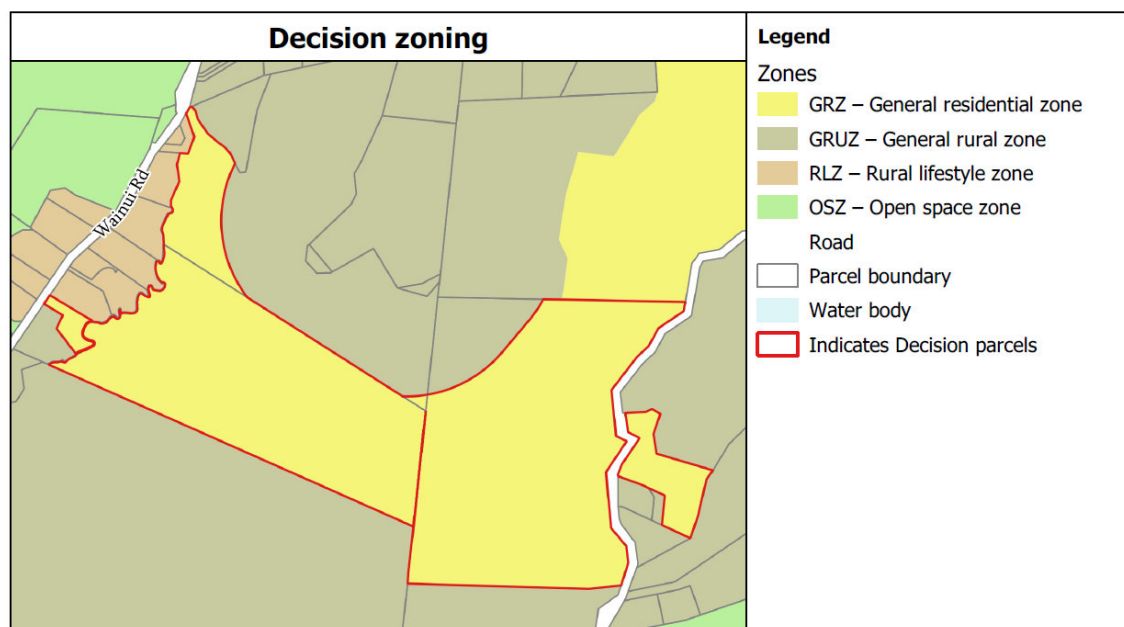 Decision zoning
Wainui Rd
Legend
Zones
GRZ – General residential zone
GRUZ – General rural zone
RLZ – Rural lifestyle zone
OSZ – Open space zone
Road
Parcel boundary
Water body
Indicates Decision parcels